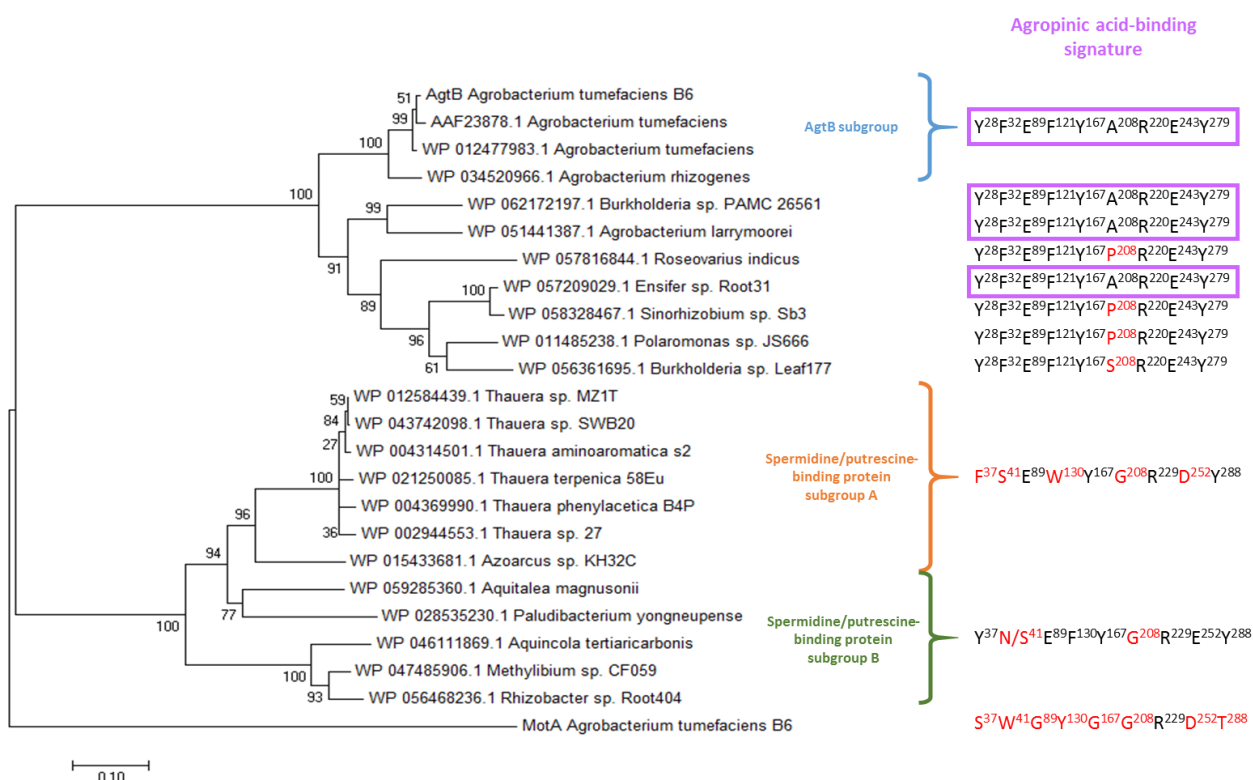 Agropinic acid-binding
signature
51
AgtB Agrobacterium tumefaciens B6
99
AAF23878.1 Agrobacterium tumefaciens
AgtB subgroup
Y²⁸F³²E⁸⁹F¹²¹Y¹⁶⁷A²⁰⁸R²²⁰E²⁴³Y²⁷⁹
100
WP 012477983.1 Agrobacterium tumefaciens
WP 034520966.1 Agrobacterium rhizogenes
100
99
WP 062172197.1 Burkholderia sp. PAMC 26561
Y²⁸F³²E⁸⁹F¹²¹Y¹⁶⁷A²⁰⁸R²²⁰E²⁴³Y²⁷⁹
WP 051441387.1 Agrobacterium larrymoorei
Y²⁸F³²E⁸⁹F¹²¹Y¹⁶⁷A²⁰⁸R²²⁰E²⁴³Y²⁷⁹
91
WP 057816844.1 Roseovarius indicus
Y²⁸F³²E⁸⁹F¹²¹Y¹⁶⁷P²⁰⁸R²²⁰E²⁴³Y²⁷⁹
89
100
WP 057209029.1 Ensifer sp. Root31
Y²⁸F³²E⁸⁹F¹²¹Y¹⁶⁷A²⁰⁸R²²⁰E²⁴³Y²⁷⁹
WP 058328467.1 Sinorhizobium sp. Sb3
Y²⁸F³²E⁸⁹F¹²¹Y¹⁶⁷P²⁰⁸R²²⁰E²⁴³Y²⁷⁹
96
WP 011485238.1 Polaromonas sp. JS666
Y²⁸F³²E⁸⁹F¹²¹Y¹⁶⁷P²⁰⁸R²²⁰E²⁴³Y²⁷⁹
61
WP 056361695.1 Burkholderia sp. Leaf177
Y²⁸F³²E⁸⁹F¹²¹Y¹⁶⁷S²⁰⁸R²²⁰E²⁴³Y²⁷⁹
59
WP 012584439.1 Thauera sp. MZ1T
84
WP 043742098.1 Thauera sp. SWB20
27
WP 004314501.1 Thauera aminoaromatica s2
100
WP 021250085.1 Thauera terpenica 58Eu
Spermidine/putrescine-
binding protein
subgroup A
F³⁷S⁴¹E⁸⁹W¹³⁰Y¹⁶⁷G²⁰⁸R²²⁹D²⁵²Y²⁸⁸
WP 004369990.1 Thauera phenylacetica B4P
96
36
WP 002944553.1 Thauera sp. 27
94
WP 015433681.1 Azoarcus sp. KH32C
WP 059285360.1 Aquitalea magnusonii
77
WP 028535230.1 Paludibacterium yongneupense
100
Spermidine/putrescine-
binding protein
subgroup B
Y³⁷N/S⁴¹E⁸⁹F¹³⁰Y¹⁶⁷G²⁰⁸R²²⁹E²⁵²Y²⁸⁸
WP 046111869.1 Aquincola tertiaricarbonis
100
WP 047485906.1 Methylibium sp. CF059
93
WP 056468236.1 Rhizobacter sp. Root404
MotA Agrobacterium tumefaciens B6
S³⁷W⁴¹G⁸⁹Y¹³⁰G¹⁶⁷G²⁰⁸R²²⁹D²⁵²T²⁸⁸
0.10